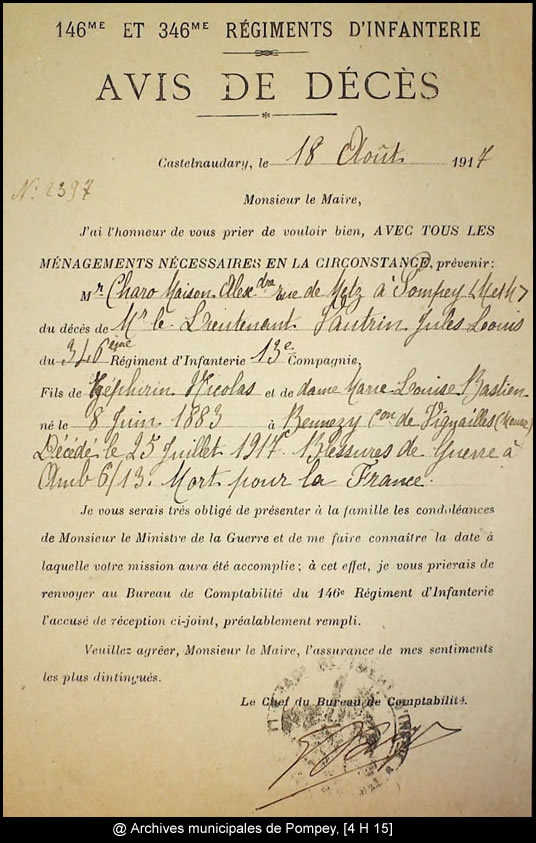 146ME ET 346ME RÉGIMENTS D'INFANTERIE
AVIS DE DÉCÈS
Castelnaudary, le 18 Août 1917
N° 2397
Monsieur le Maire,
J'ai l'honneur de vous prier de vouloir bien, AVEC TOUS LES
MÉNAGEMENTS NÉCESSAIRES EN LA CIRCONSTANCE, prévenir:
Mr Charo Maison Alexdre rue de Metz à Pompey (Methe)
du décès de Mr le Lieutenant Vautrin Jules Louis
du 346ème Régiment d'Infanterie 13e Compagnie,
Fils de Zéphirin Nicolas et de dame Marie Louise Bastien
né le 8 Juin 1883 à Bennezy con de Vignailles (Meuse)
Décédé le 25 Juillet 1917 Blessures de Guerre à
Amb 6/13. Mort pour la France.
Je vous serais très obligé de présenter à la famille les condoléances
de Monsieur le Ministre de la Guerre et de me faire connaître la date à
laquelle votre mission aura été accomplie; à cet effet, je vous prierais de
renvoyer au Bureau de Comptabilité du 146e Régiment d'Infanterie
l'accusé de réception ci-joint, préalablement rempli.
Veuillez agréer, Monsieur le Maire, l'assurance de mes sentiments
les plus dintingués.
Le Chef du Bureau de Comptabilité.
@ Archives municipales de Pompey, [4 H 15]